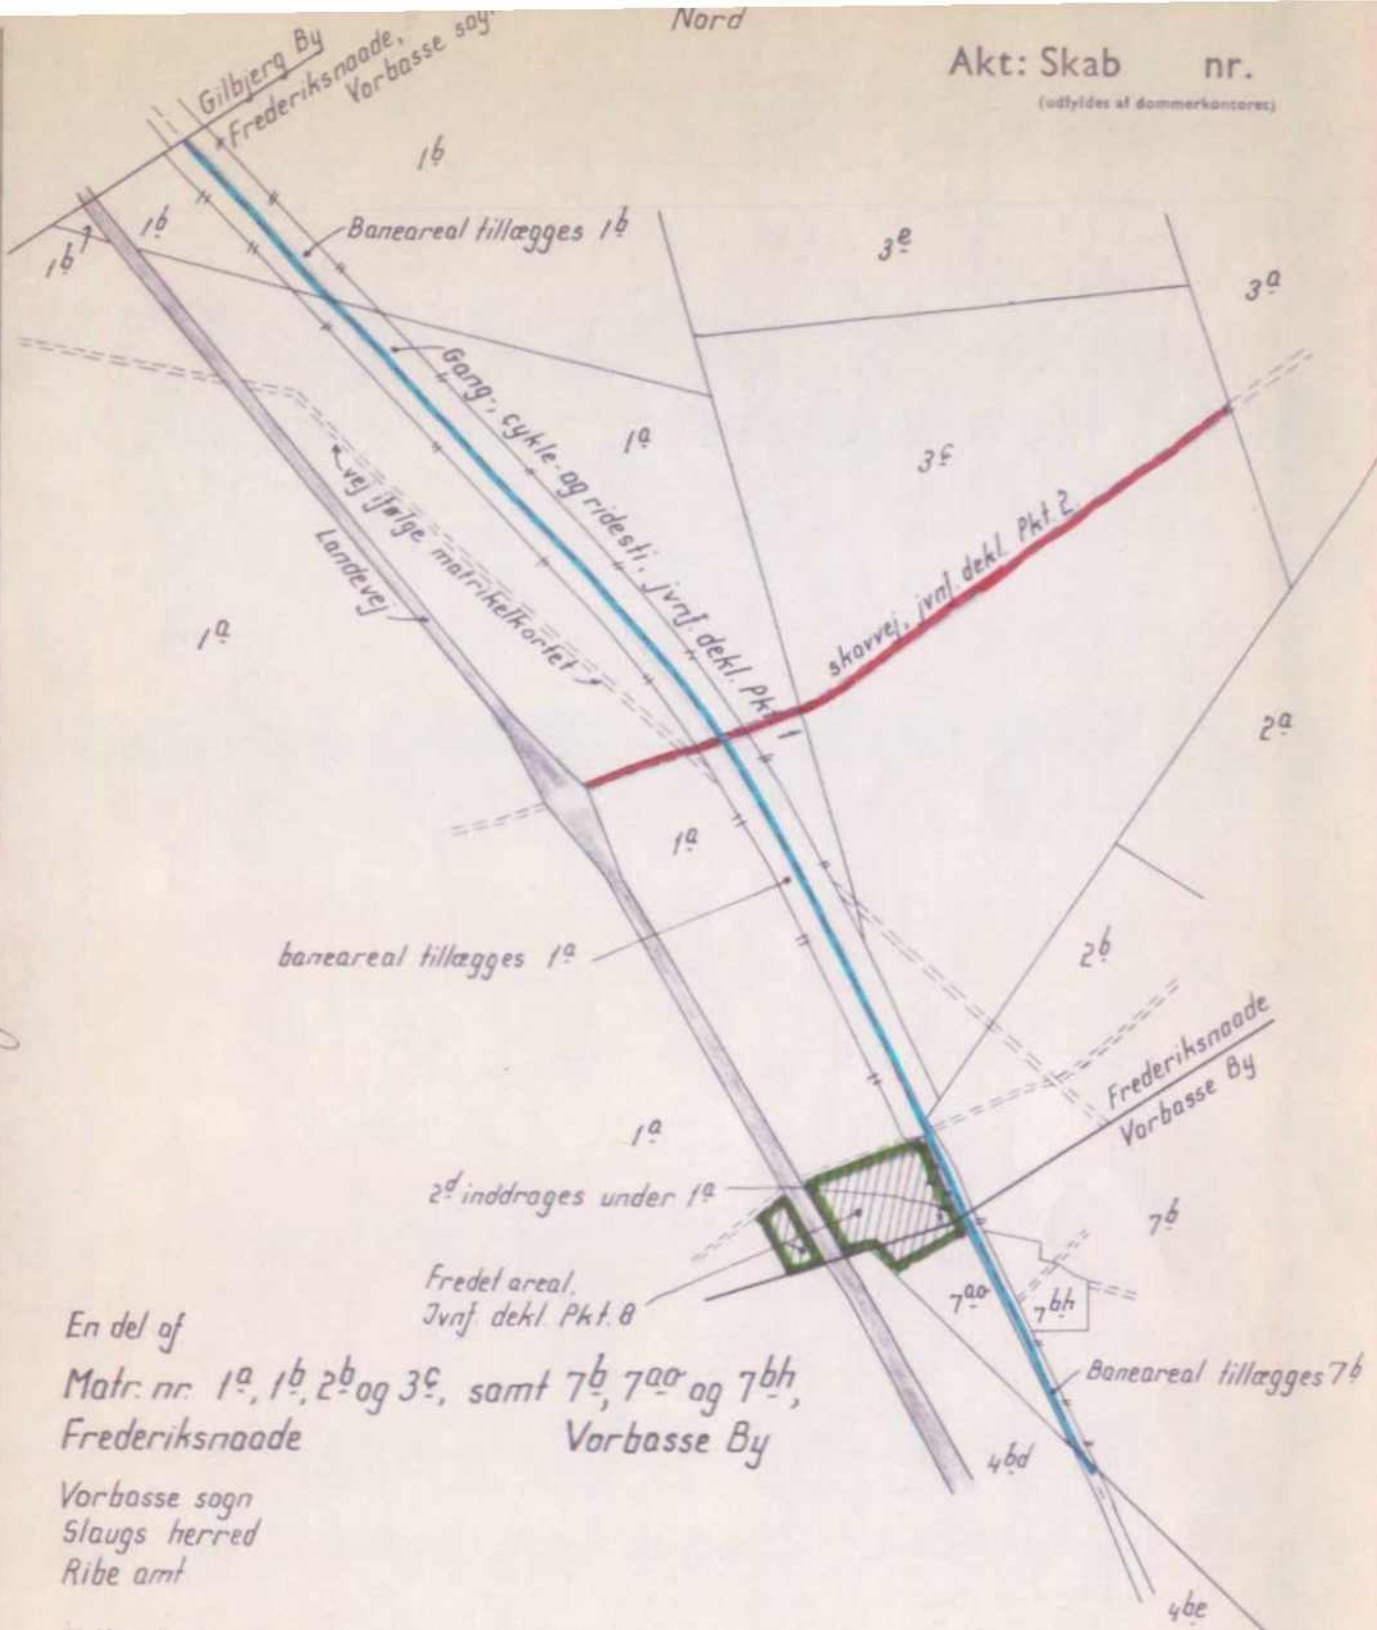 Nord
Akt: Skab nr.
(udfyldes af dommerkontoret)
Gilbjerg By
Frederiksnaade,
Vorbasse
1b
1b
1b
Baneareal tillægges 1b
3e
3a
Gang-, cykle- og ridesti, jvnf. dekl. Pkt. 1
1a
3c
vej ifølge matrikelkortet
Landevej
skovvej, jvnf. dekl. Pkt. 2.
1a
2a
1a
baneareal tillægges 1a
2b
Frederiksnaade
Vorbasse By
1a
2d inddrages under 1a
7b
Fredet areal.
Jvnf. dekl. Pkt. 8
7aa
7bh
Baneareal tillægges 7b
En del af
Matr. nr. 1a, 1b, 2b og 3c, samt 7b, 7aa og 7bh,
Frederiksnaade Vorbasse By
4bd
Vorbasse sogn
Slaugs herred
Ribe amt
4be